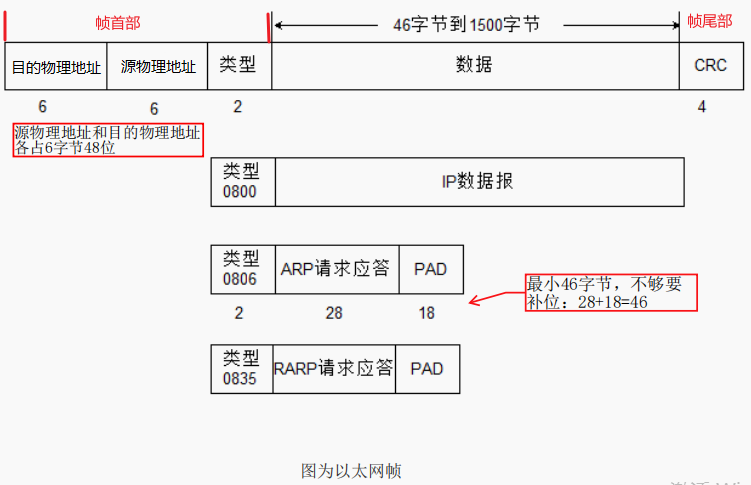 帧首部
46字节到1500字节
帧尾部
目的物理地址 源物理地址 类型 数据 CRC
6 6 2 4
源物理地址和目的物理地址
各占6字节48位
类型
0800
IP数据报
类型
0806
ARP请求应答 PAD
2 28 18
最小46字节，不够要
补位：28+18=46
类型
0835
RARP请求应答 PAD
图为以太网帧